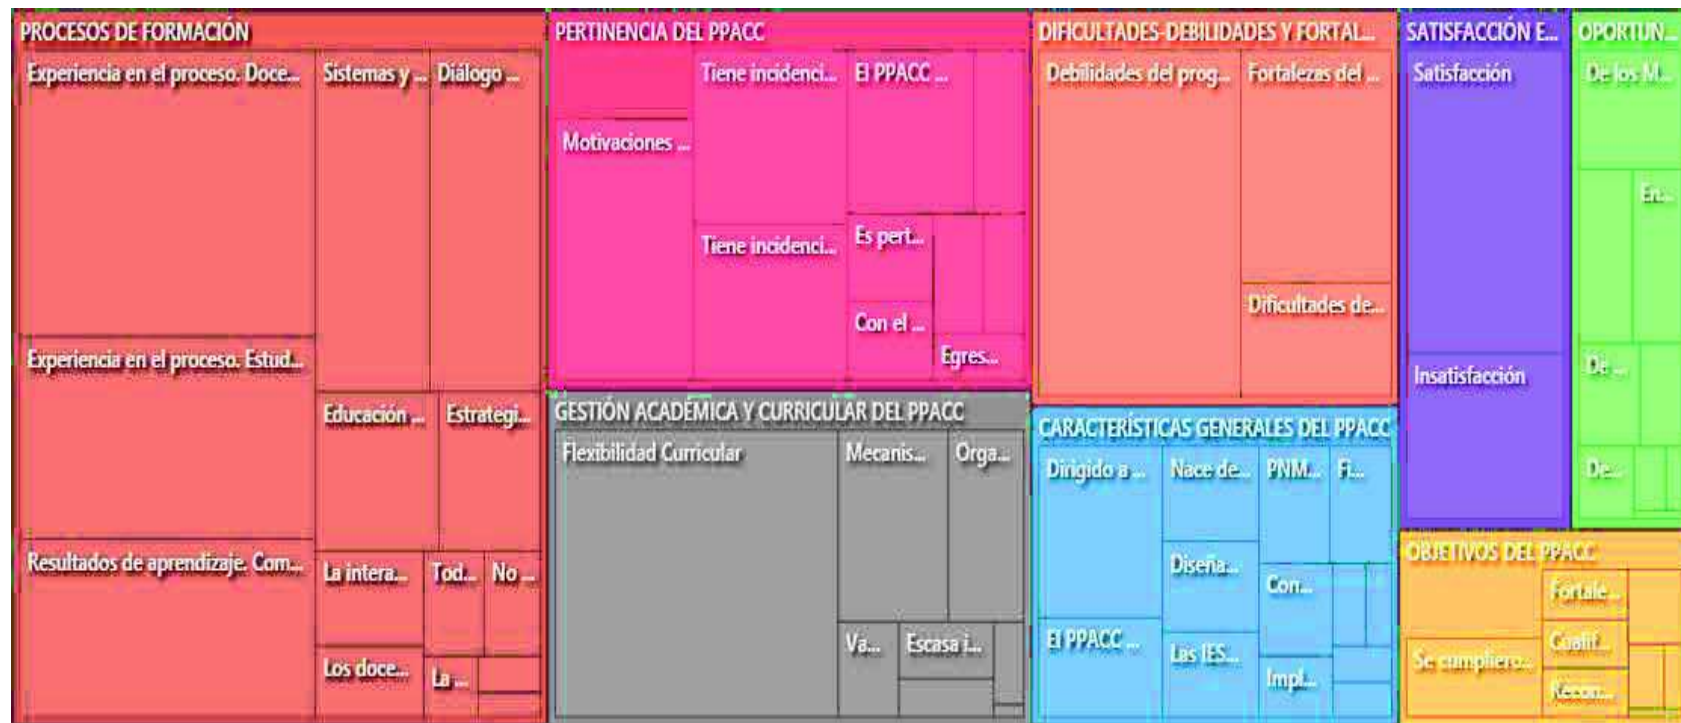 PROCESOS DE FORMACIÓN
Experiencia en el proceso. Doce...
Sistemas y ...
Diálogo ...
Experiencia en el proceso. Estud...
Educación ...
Estrategi...
Resultados de aprendizaje. Com...
La intera...
Tod...
No ...
Los doce...
La ...
PERTINENCIA DEL PPACC
Motivaciones ...
Tiene incidenci...
El PPACC ...
Tiene incidenci...
Es pert...
Con el ...
Egres...
GESTIÓN ACADÉMICA Y CURRICULAR DEL PPACC
Flexibilidad Curricular
Mecanis...
Orga...
Va...
Escasa i...
DIFICULTADES-DEBILIDADES Y FORTAL...
Debilidades del prog...
Fortalezas del ...
Dificultades de...
CARACTERÍSTICAS GENERALES DEL PPACC
Dirigido a ...
Nace de...
PNM...
Fi...
Diseña...
Con...
El PPACC ...
Las IES...
Impl...
SATISFACCIÓN E...
Satisfacción
Insatisfacción
OPORTUN...
De los M...
En...
De ...
De...
OBJETIVOS DEL PPACC
Fortale...
Se cumpliero...
Cualif...
Recon...